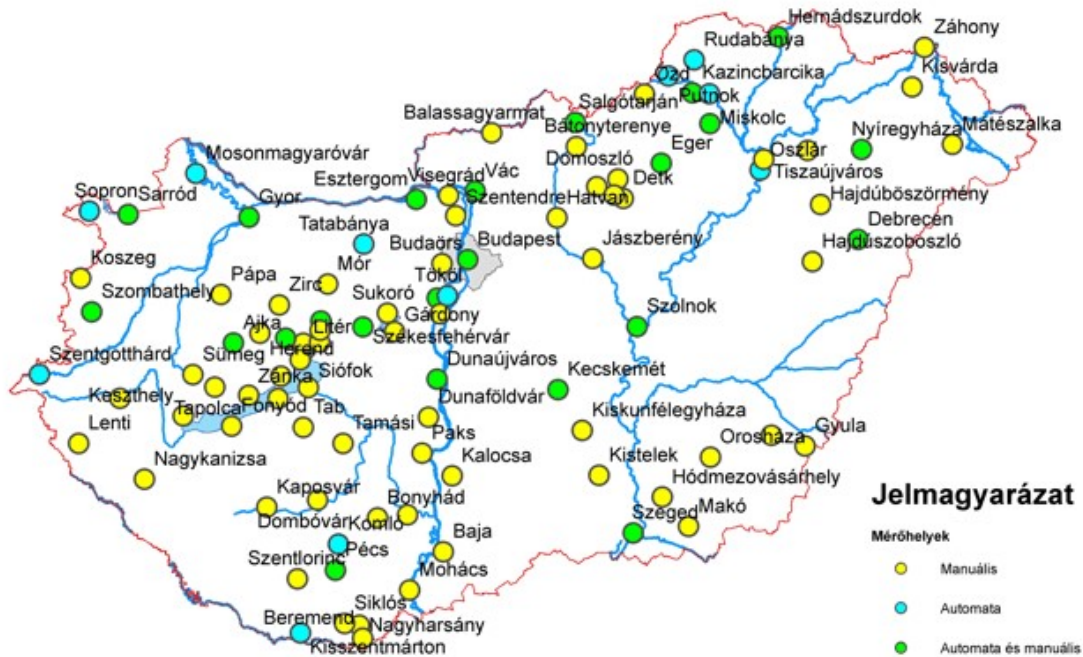 Hernádszurdok
Záhony
Rudabánya
Kisvárda
Ózd
Kazincbarcika
Putnok
Salgótarján
Balassagyarmat
Bátonyterenye
Miskolc
Nyíregyháza
Mátészalka
Mosonmagyaróvár
Eger
Domoszló
Oszlár
Tiszaújváros
Sopron
Sarród
Gyor
Esztergom
Visegrád
Vác
Szentendre
Hatvan
Detk
Hajdúböszörmény
Debrecen
Hajdúszoboszló
Tatabánya
Budaörs
Budapest
Jászberény
Koszeg
Szombathely
Pápa
Zirc
Mór
Tököl
Sukoró
Gárdony
Szolnok
Ajka
Litér
Székesfehérvár
Herend
Szentgotthárd
Sümeg
Zánka
Siófok
Dunaújváros
Kecskemét
Keszthely
Dunaföldvár
Lenti
Tapolca
Fonyód
Tab
Tamási
Paks
Kiskunfélegyháza
Orosháza
Gyula
Nagykanizsa
Kalocsa
Kistelek
Hódmezovásárhely
Kaposvár
Bonyhád
Makó
Dombóvár
Komló
Szeged
Pécs
Baja
Szentlorinc
Mohács
Siklós
Beremend
Nagyharsány
Kisszentmárton
Jelmagyarázat
Mérőhelyek
Manuális
Automata
Automata és manuális